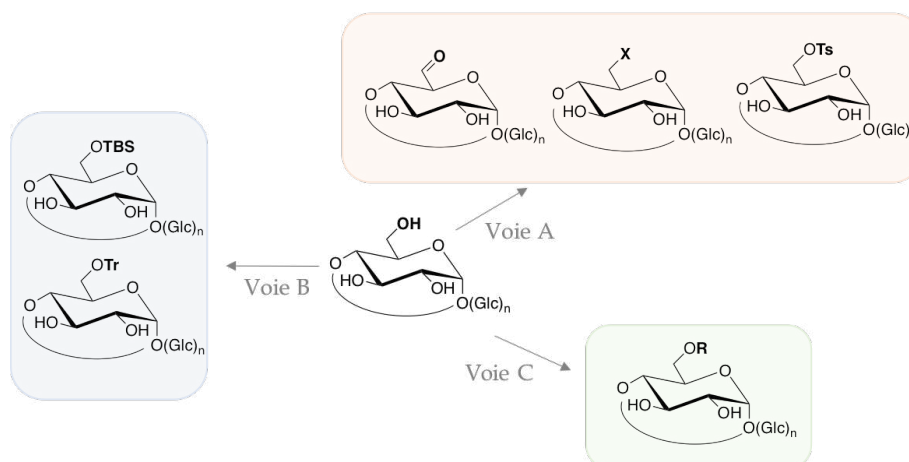 O
O
O
HO
OH
O(Glc)n
X
O
O
HO
OH
O(Glc)n
OTs
O
O
HO
OH
O(Glc)
OTBS
O
O
HO
OH
O(Glc)n
OTr
O
O
HO
OH
O(Glc)n
Voie A
Voie B
OH
O
O
HO
OH
O(Glc)n
Voie C
OR
O
O
HO
OH
O(Glc)n